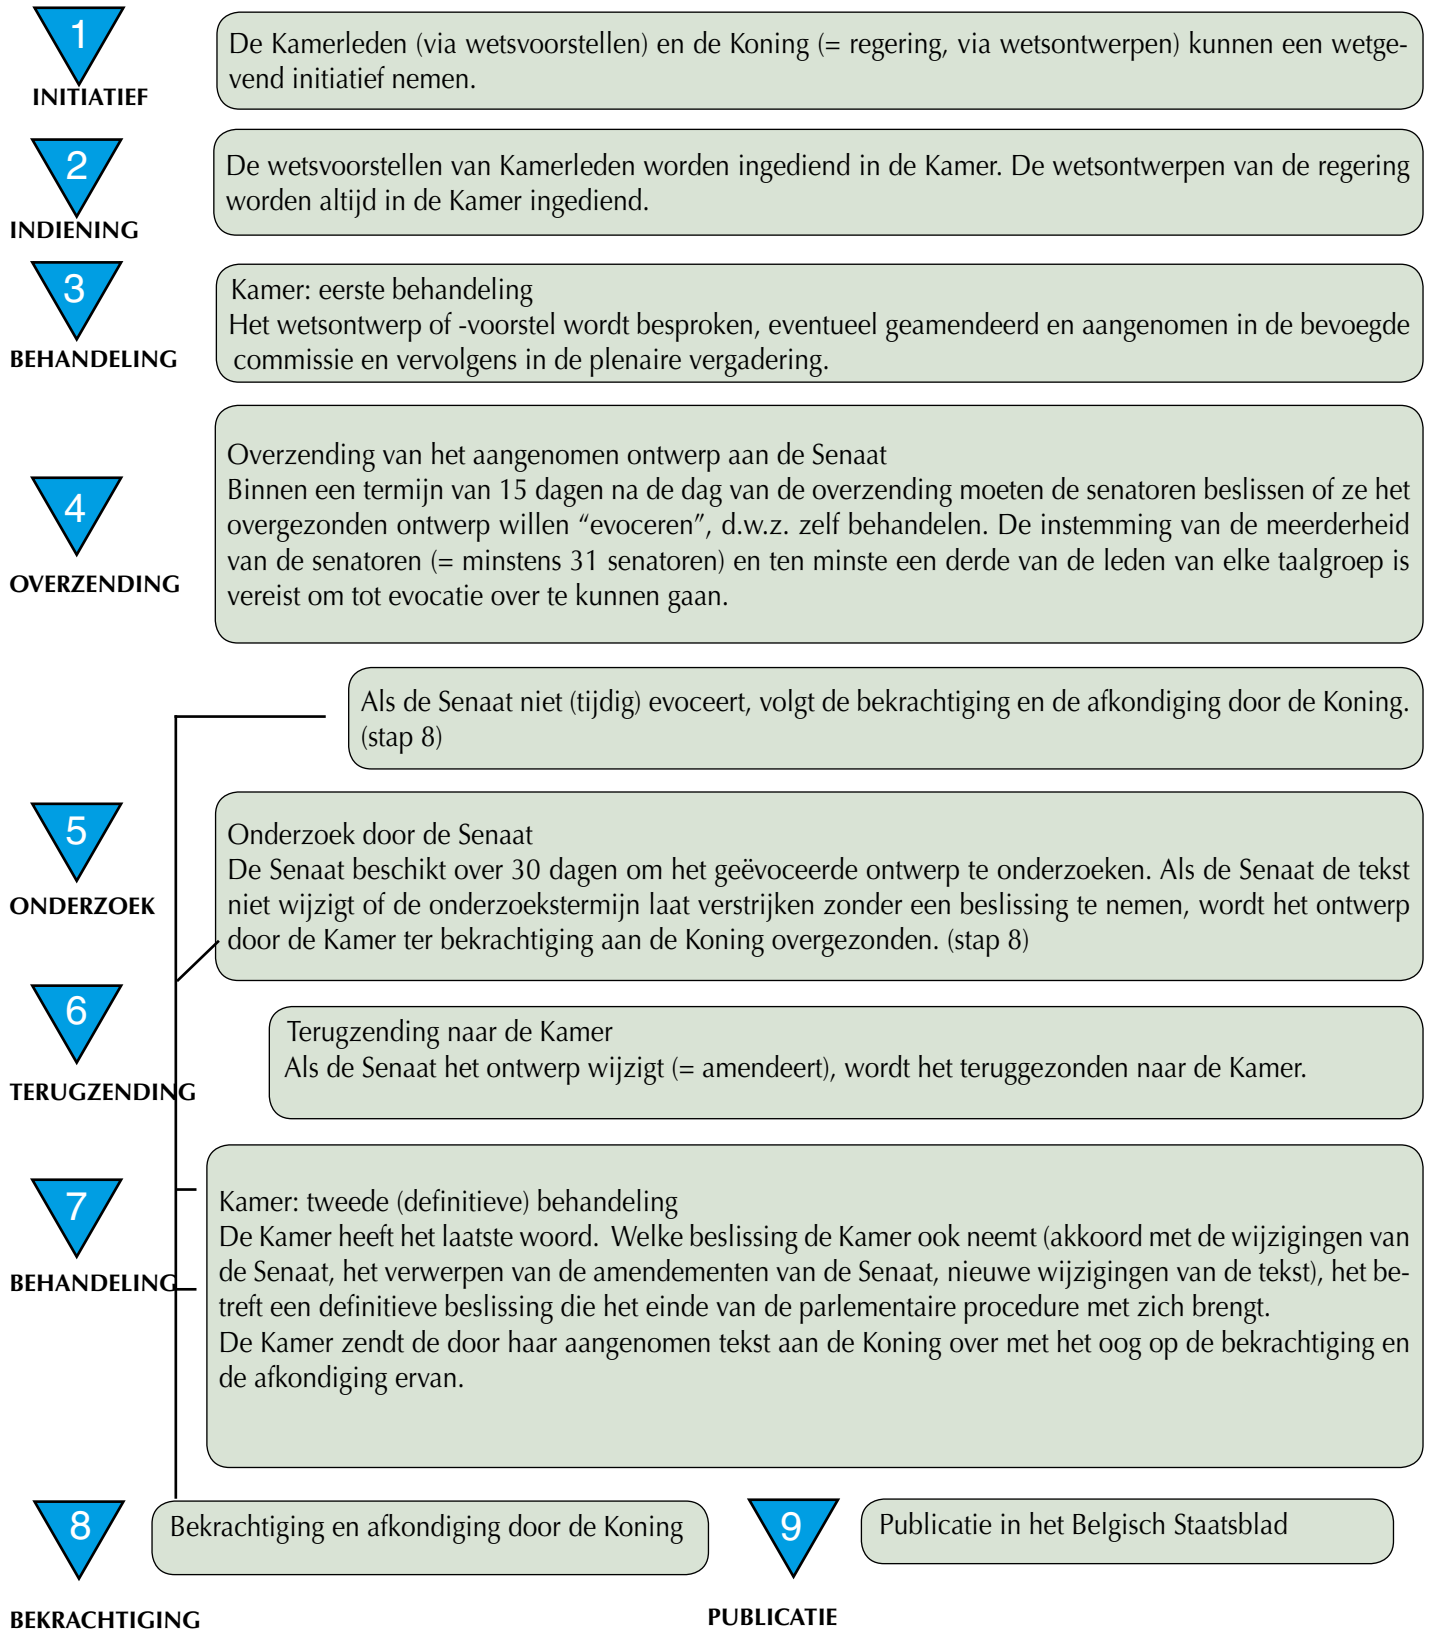 1
INITIATIEF
De Kamerleden (via wetsvoorstellen) en de Koning (= regering, via wetsontwerpen) kunnen een wetge-
vend initiatief nemen.
2
INDIENING
De wetsvoorstellen van Kamerleden worden ingediend in de Kamer. De wetsontwerpen van de regering
worden altijd in de Kamer ingediend.
3
BEHANDELING
Kamer: eerste behandeling
Het wetsontwerp of -voorstel wordt besproken, eventueel geamendeerd en aangenomen in de bevoegde
commissie en vervolgens in de plenaire vergadering.
4
OVERZENDING
Overzending van het aangenomen ontwerp aan de Senaat
Binnen een termijn van 15 dagen na de dag van de overzending moeten de senatoren beslissen of ze het
overgezonden ontwerp willen “evoceren”, d.w.z. zelf behandelen. De instemming van de meerderheid
van de senatoren (= minstens 31 senatoren) en ten minste een derde van de leden van elke taalgroep is
vereist om tot evocatie over te kunnen gaan.
Als de Senaat niet (tijdig) evoceert, volgt de bekrachtiging en de afkondiging door de Koning.
(stap 8)
5
ONDERZOEK
Onderzoek door de Senaat
De Senaat beschikt over 30 dagen om het geëvoceerde ontwerp te onderzoeken. Als de Senaat de tekst
niet wijzigt of de onderzoekstermijn laat verstrijken zonder een beslissing te nemen, wordt het ontwerp
door de Kamer ter bekrachtiging aan de Koning overgezonden. (stap 8)
6
TERUGZENDING
Terugzending naar de Kamer
Als de Senaat het ontwerp wijzigt (= amendeert), wordt het teruggezonden naar de Kamer.
7
BEHANDELING
Kamer: tweede (definitieve) behandeling
De Kamer heeft het laatste woord. Welke beslissing de Kamer ook neemt (akkoord met de wijzigingen van
de Senaat, het verwerpen van de amendementen van de Senaat, nieuwe wijzigingen van de tekst), het be-
treft een definitieve beslissing die het einde van de parlementaire procedure met zich brengt.
De Kamer zendt de door haar aangenomen tekst aan de Koning over met het oog op de bekrachtiging en
de afkondiging ervan.
8
BEKRACHTIGING
Bekrachtiging en afkondiging door de Koning
9
PUBLICATIE
Publicatie in het Belgisch Staatsblad